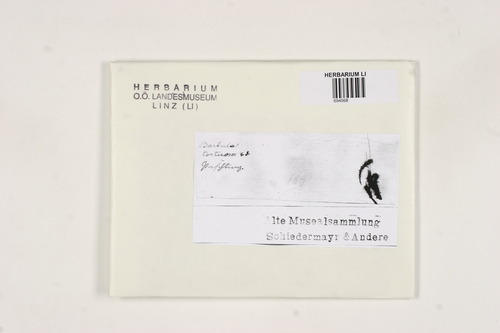 HERBARIUM
O.Ö. LANDESMUSEUM
LINZ (LI)
HERBARIUM LI
Barbula
tortuosa
lte Musealsammlung
Schiedermayr & Andere